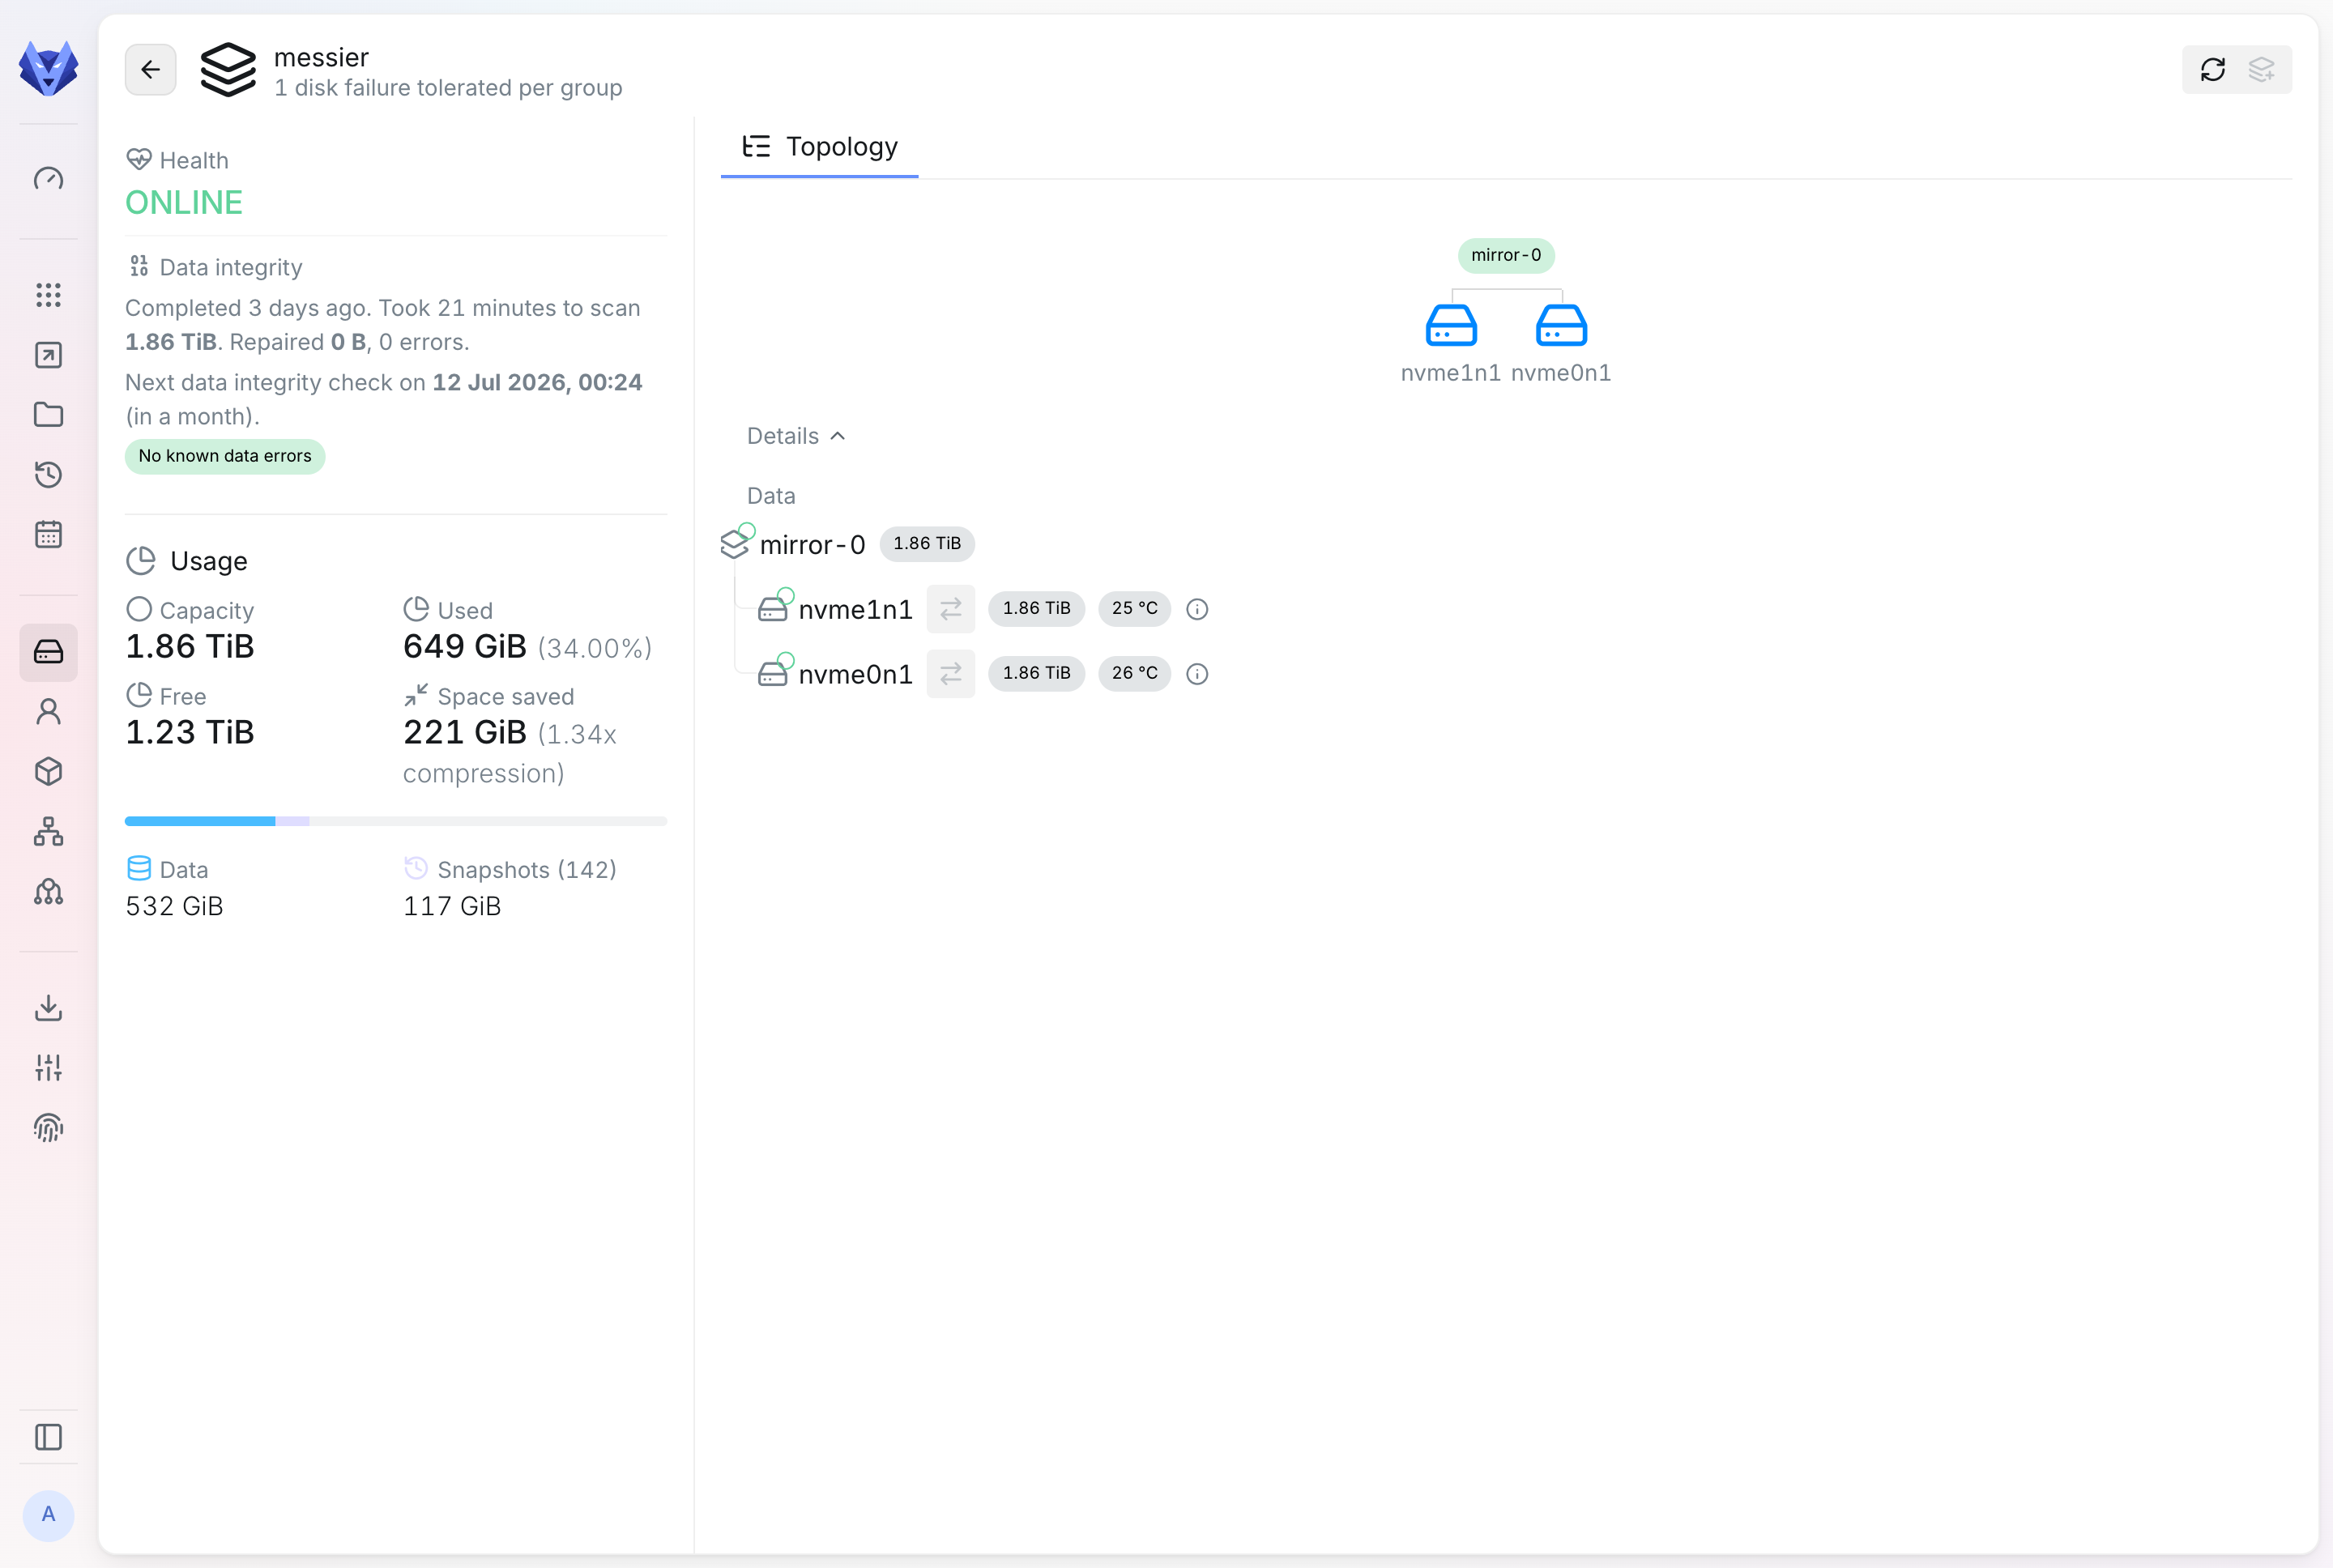 messier
1 disk failure tolerated per group
Health
ONLINE
Data integrity
Completed 3 days ago. Took 21 minutes to scan
1.86 TiB. Repaired 0 B, 0 errors.
Next data integrity check on 12 Jul 2026, 00:24
(in a month).
No known data errors
Usage
Capacity
1.86 TiB
Used
649 GiB (34.00%)
Free
1.23 TiB
Space saved
221 GiB (1.34x
compression)
Data
532 GiB
Snapshots (142)
117 GiB
A
Topology
mirror-0
nvme1n1 nvme0n1
Details
Data
mirror-0 1.86 TiB
nvme1n1 1.86 TiB 25 °C
nvme0n1 1.86 TiB 26 °C